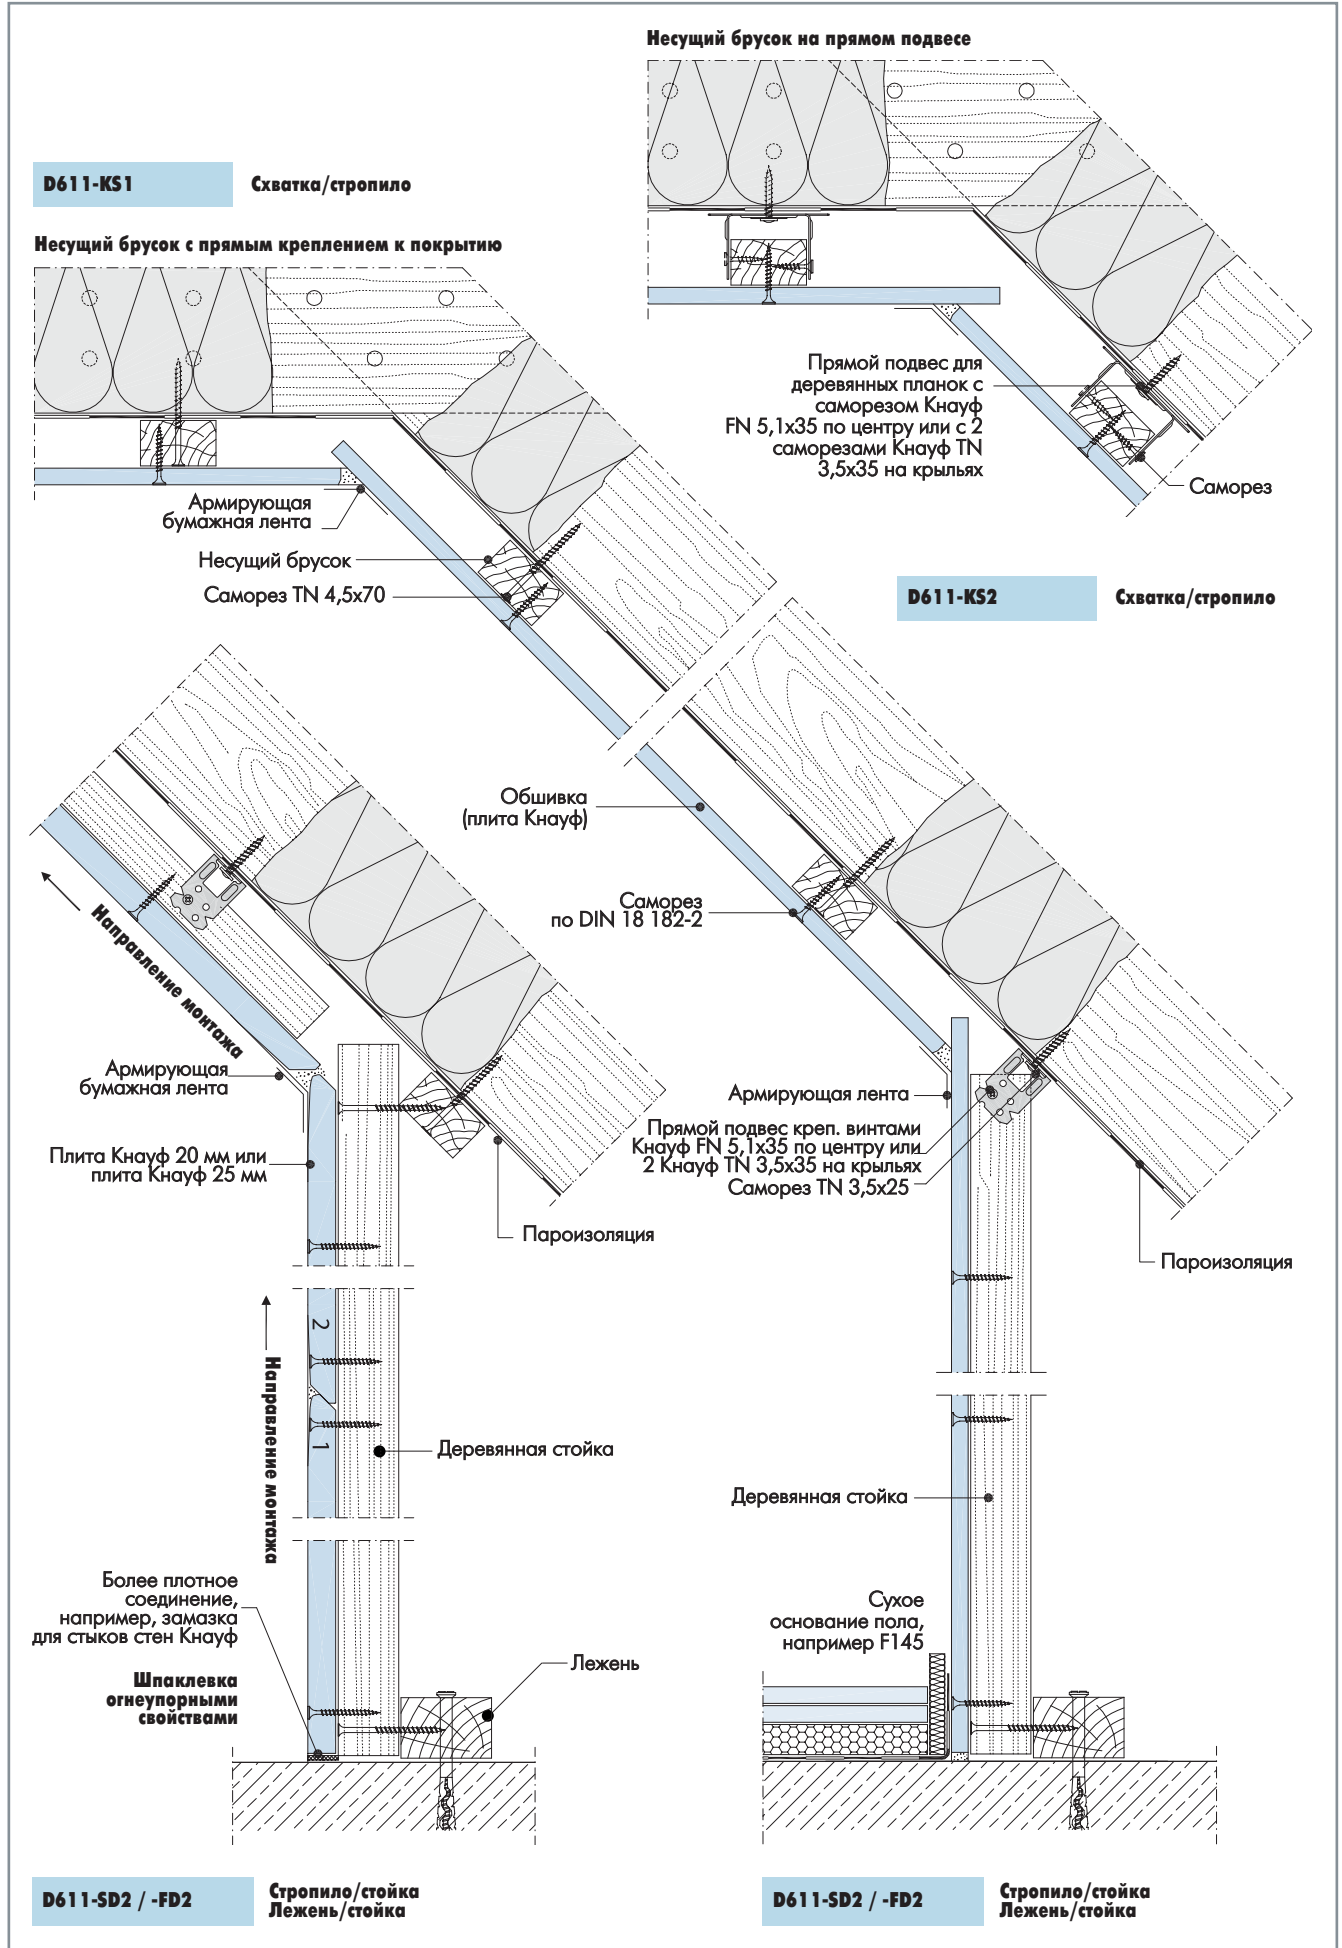 Несущий брусок на прямом подвесе
D611-KS1
Схватка/стропило
Несущий брусок с прямым креплением к покрытию
Прямой подвес для
деревянных планок с
саморезом Кнауф
FN 5,1x35 по центру или с 2
саморезами Кнауф TN
3,5x35 на крыльях
Саморез
Армирующая
бумажная лента
Несущий брусок
Саморез TN 4,5x70
D611-KS2
Схватка/стропило
Обшивка
(плита Кнауф)
Саморез
по DIN 18 182-2
Направление монтажа
Армирующая
бумажная лента
Плита Кнауф 20 мм или
плита Кнауф 25 мм
Пароизоляция
Армирующая лента
Прямой подвес креп. винтами
Кнауф FN 5,1x35 по центру или
2 Кнауф TN 3,5x35 на крыльях
Саморез TN 3,5x25
Пароизоляция
2
1
Направление монтажа
Деревянная стойка
Деревянная стойка
Более плотное
соединение,
например, замазка
для стыков стен Кнауф
Шпаклевка
огнеупорными
свойствами
Лежень
Сухое
основание пола,
например F145
D611-SD2 / -FD2
Стропило/стойка
Лежень/стойка
D611-SD2 / -FD2
Стропило/стойка
Лежень/стойка